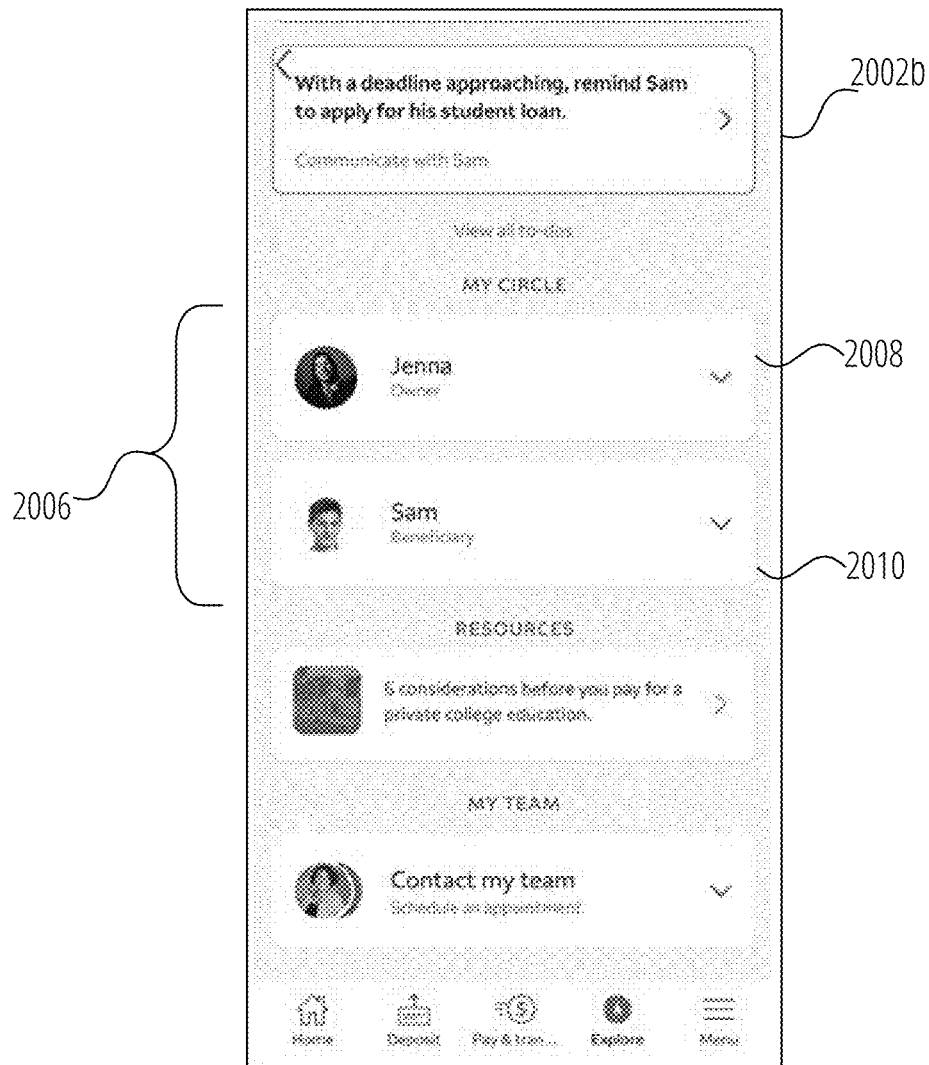 With a deadline approaching, remind Sam
to apply for his student loan.
2002b
Communicate with Sam
View all to-dos
MY CIRCLE
Jenna
Owner
2008
2006
Sam
Beneficiary
2010
RESOURCES
6 considerations before you pay for a
private college education.
MY TEAM
Contact my team
Schedule an appointment
Home
Deposit
Pay & tran...
Explore
Menu